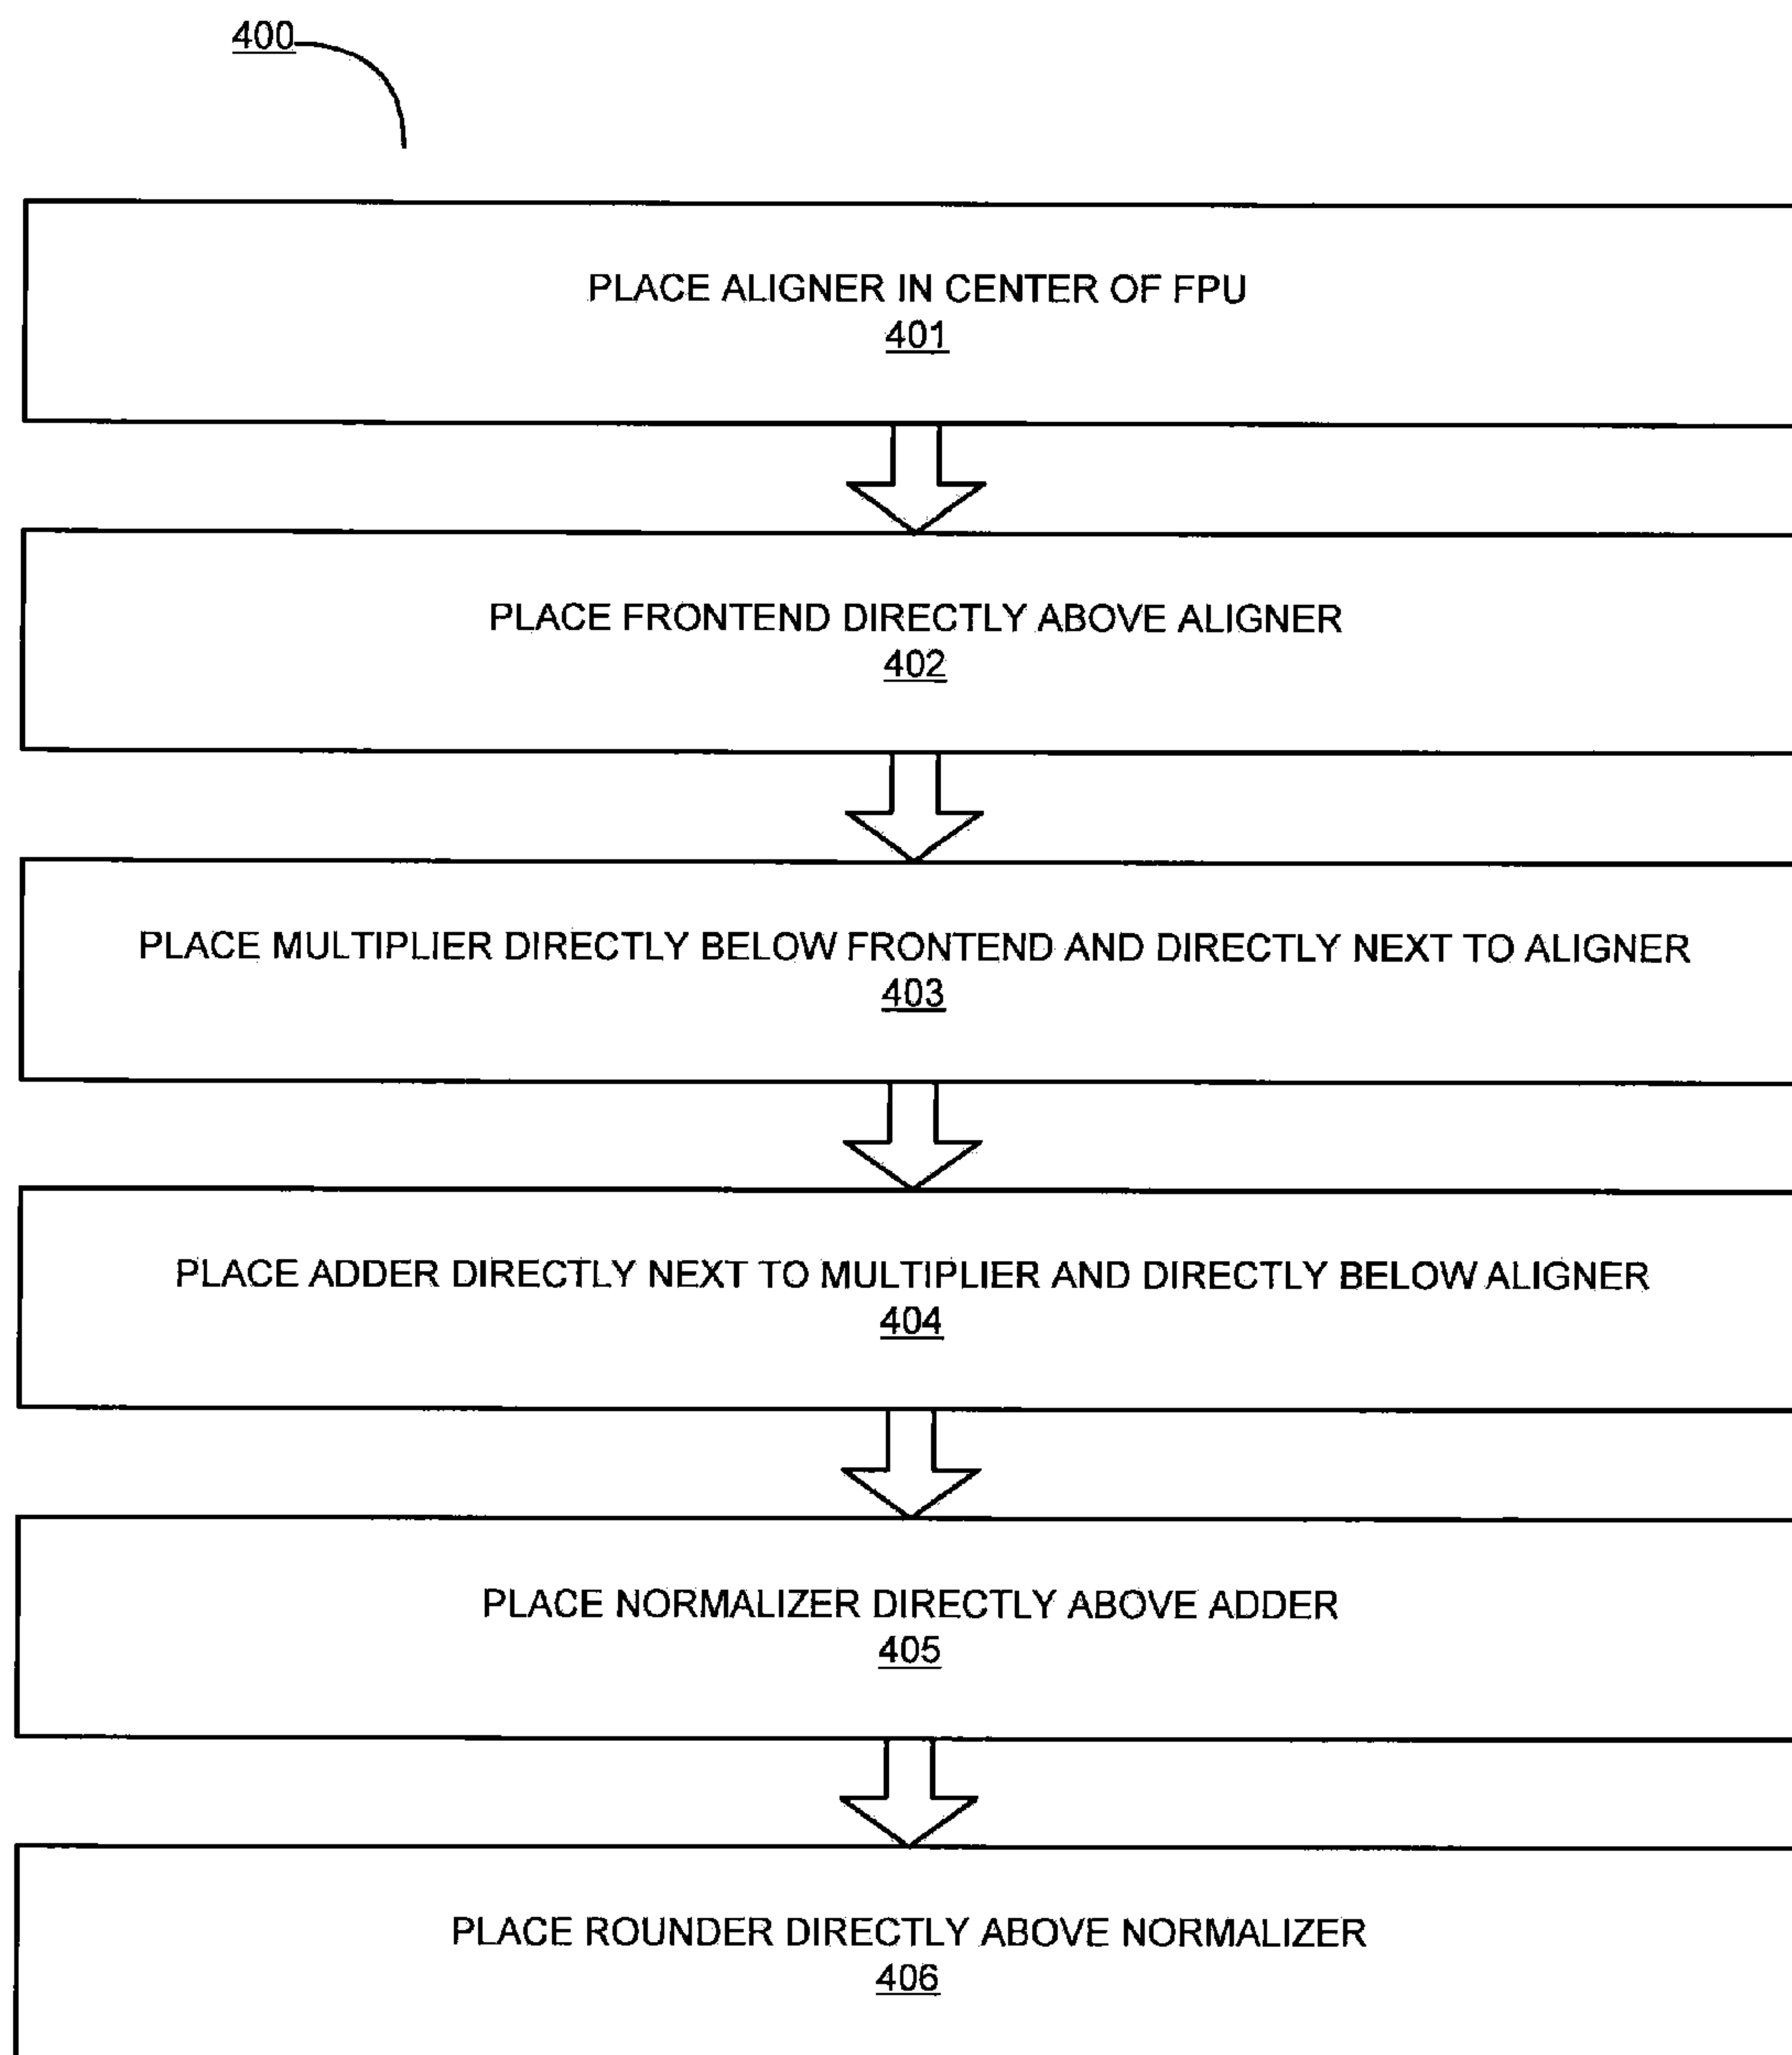 400
PLACE ALIGNER IN CENTER OF FPU
401
PLACE FRONTEND DIRECTLY ABOVE ALIGNER
402
PLACE MULTIPLIER DIRECTLY BELOW FRONTEND AND DIRECTLY NEXT TO ALIGNER
403
PLACE ADDER DIRECTLY NEXT TO MULTIPLIER AND DIRECTLY BELOW ALIGNER
404
PLACE NORMALIZER DIRECTLY ABOVE ADDER
405
PLACE ROUNDER DIRECTLY ABOVE NORMALIZER
406